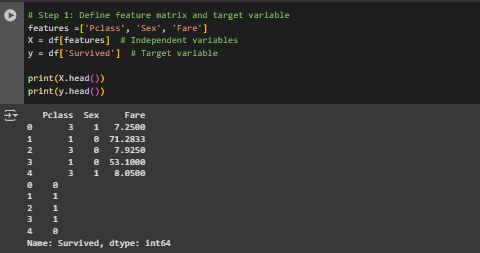 # Step 1: Define feature matrix and target variable
features =['Pclass', 'Sex', 'Fare']
X = df[features]  # Independent variables
y = df['Survived']  # Target variable

print(X.head())
print(y.head())
   Pclass  Sex     Fare
0       3    1   7.2500
1       1    0  71.2833
2       3    0   7.9250
3       1    0  53.1000
4       3    1   8.0500
0    0
1    1
2    1
3    1
4    0
Name: Survived, dtype: int64